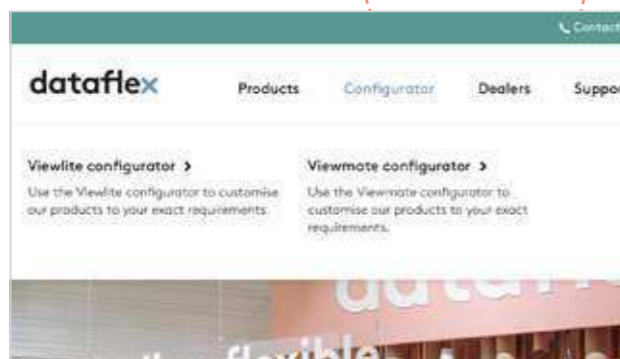 Contact
dataflex
Products Configurator Dealers Suppor
Viewlite configurator >
Use the Viewlite configurator to customise
our products to your exact requirements.
Viewmate configurator >
Use the Viewmate configurator to
customise our products to your exact
requirements.
flexible